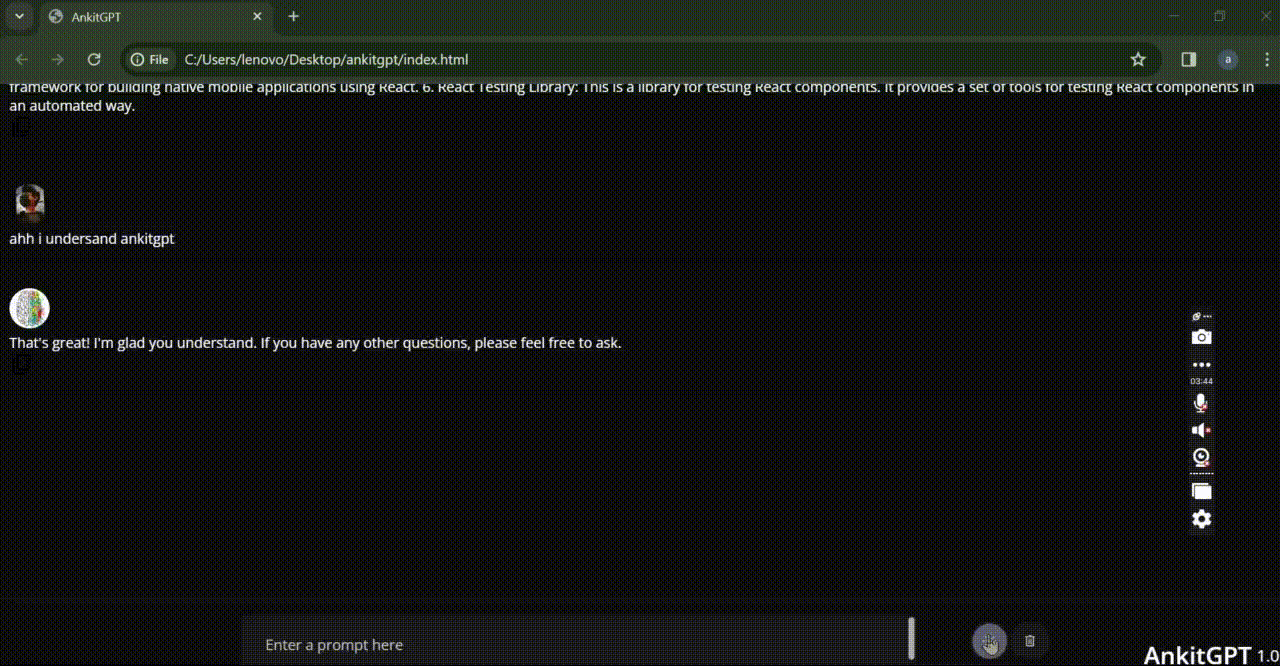 AnkitGPT
File C:/Users/lenovo/Desktop/ankitgpt/index.html a
framework for building native mobile applications using React. 6. React Testing Library: This is a library for testing React components. It provides a set of tools for testing React components in
an automated way.
ahh i undersand ankitgpt
That's great! I'm glad you understand. If you have any other questions, please feel free to ask.
03:44
Enter a prompt here
AnkitGPT 1.0